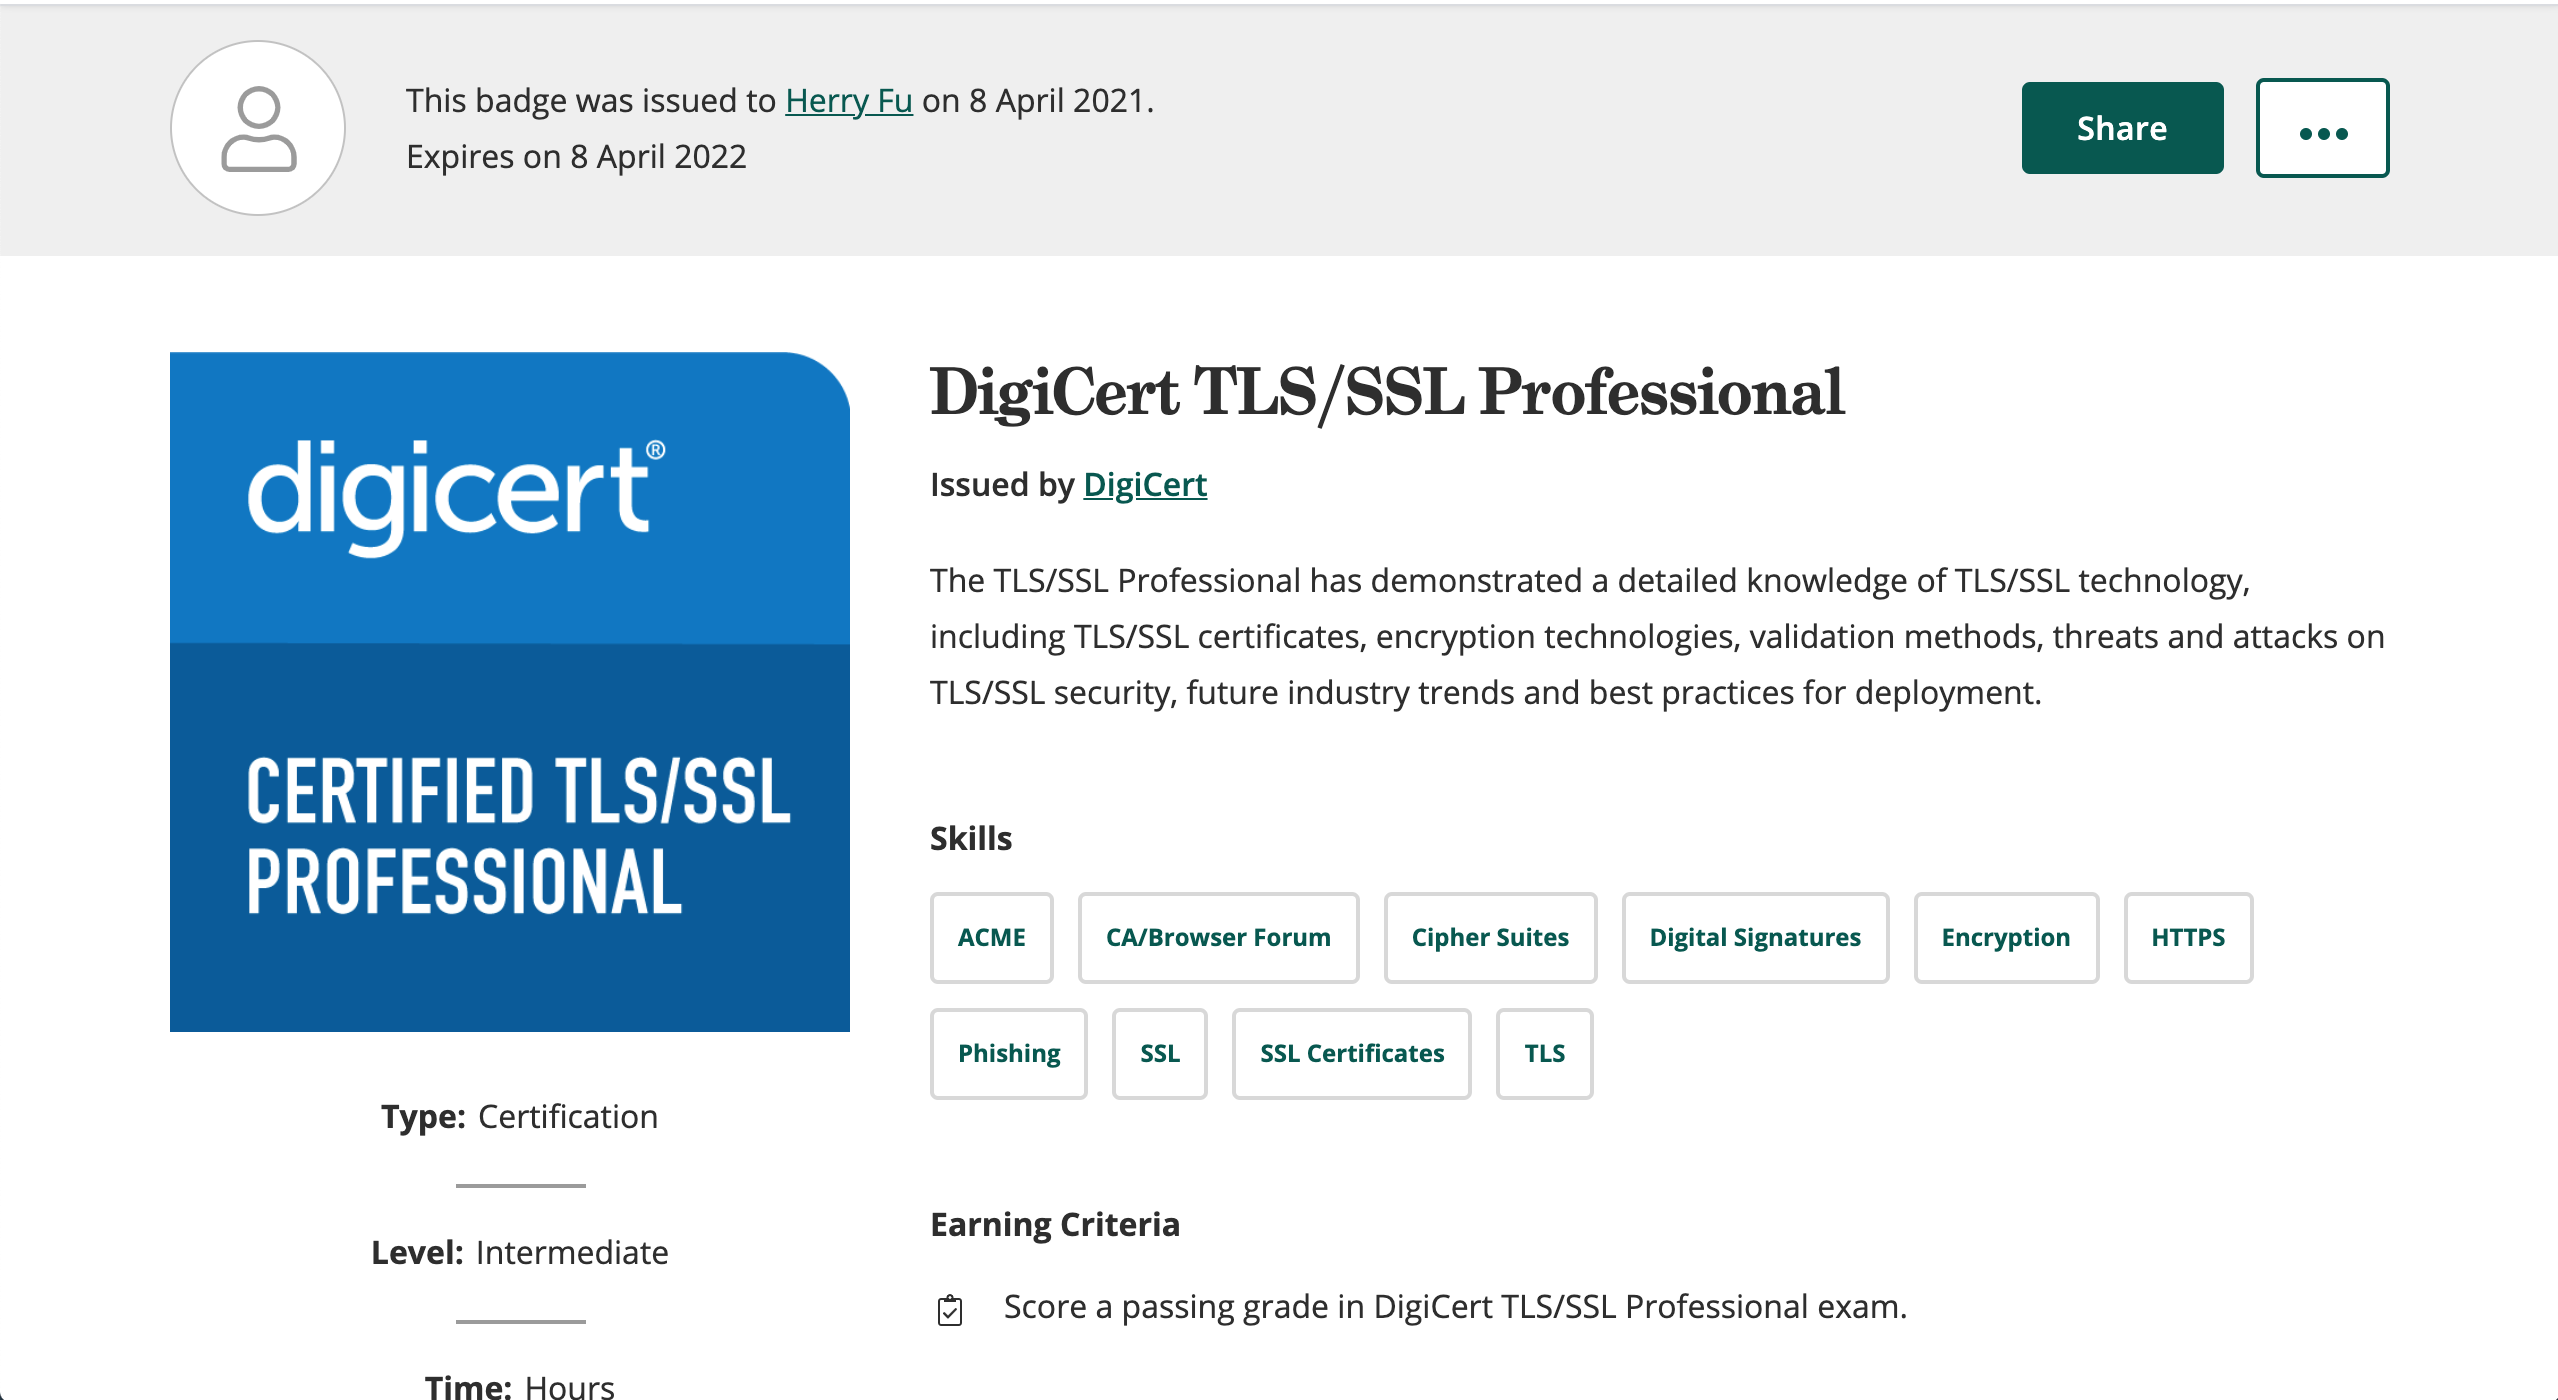 This badge was issued to Herry Fu on 8 April 2021.
Expires on 8 April 2022
Share
digicert®
CERTIFIED TLS/SSL
PROFESSIONAL
Type: Certification
Level: Intermediate
Time: Hours
DigiCert TLS/SSL Professional
Issued by DigiCert
The TLS/SSL Professional has demonstrated a detailed knowledge of TLS/SSL technology,
including TLS/SSL certificates, encryption technologies, validation methods, threats and attacks on
TLS/SSL security, future industry trends and best practices for deployment.
Skills
ACME CA/Browser Forum Cipher Suites Digital Signatures Encryption HTTPS
Phishing SSL SSL Certificates TLS
Earning Criteria
Score a passing grade in DigiCert TLS/SSL Professional exam.